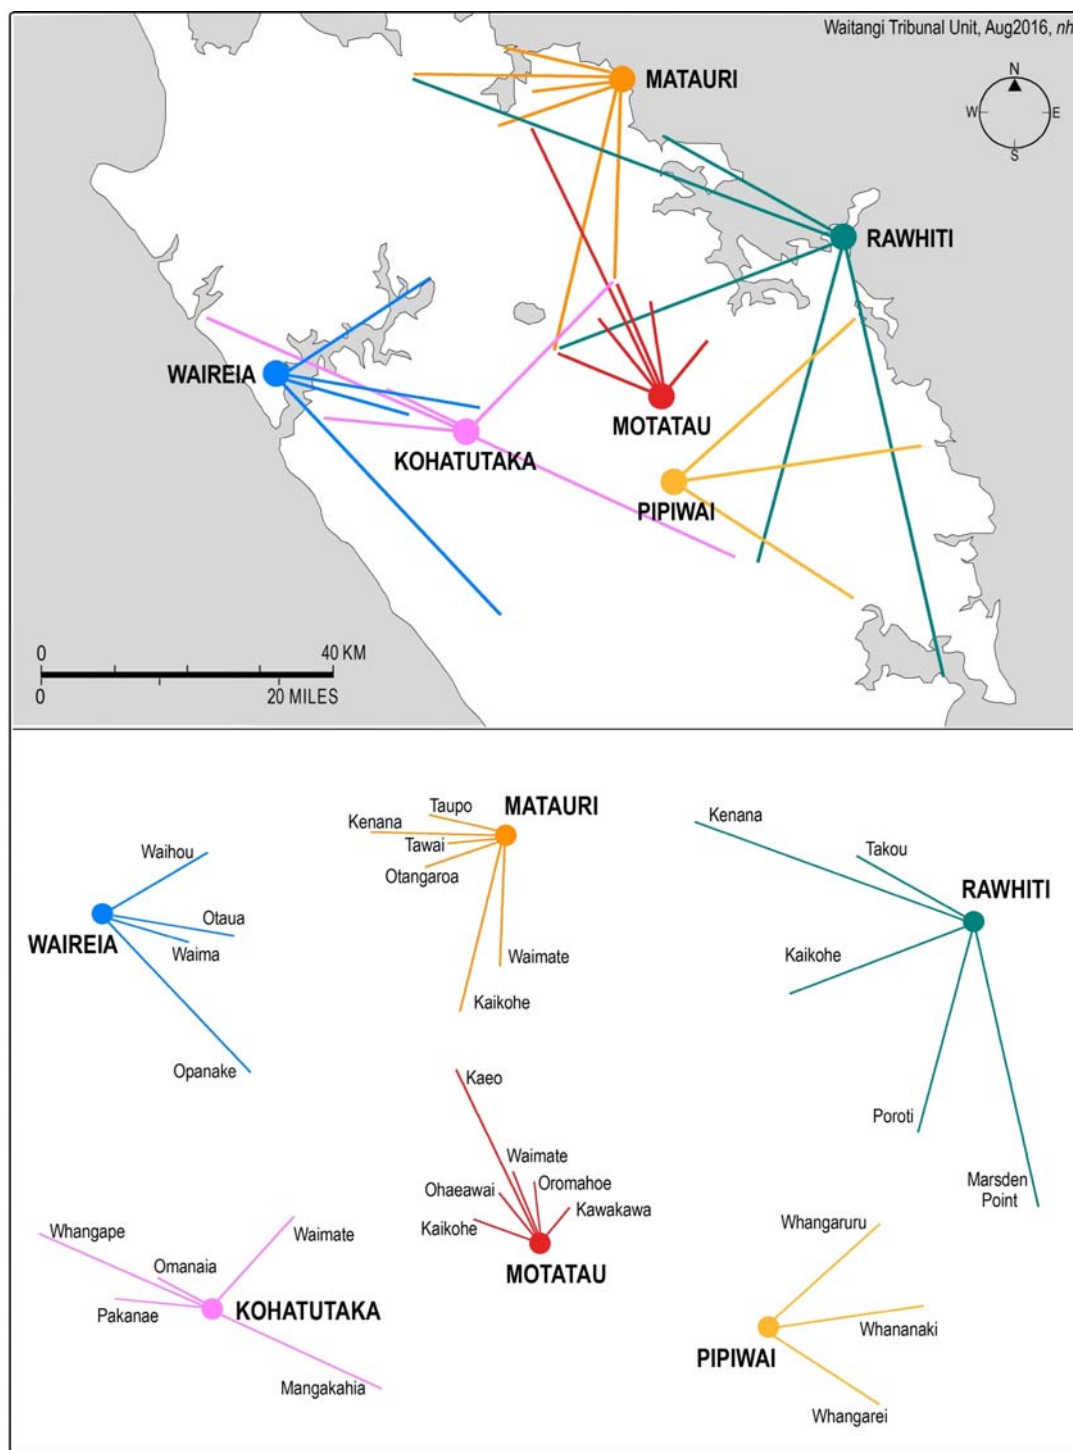 Waitangi Tribunal Unit, Aug2016, nh
N
W
E
S
MATAURI
RAWHITI
WAIREIA
MOTATAU
KOHATUTAKA
PIPIWAI
0
40 KM
0
20 MILES
Taupo
MATAURI
Kenana
Tawai
Otangaroa
Waimate
Kaikohe
Kenana
Takou
RAWHITI
Kaikohe
Poroti
Marsden
Point
Waihou
Otaua
WAIREIA
Waima
Opanake
Kaeo
Waimate
Oromahoe
Ohaeawai
Kawakawa
Kaikohe
MOTATAU
Whangape
Waimate
Omanaia
Pakanae
KOHATUTAKA
Mangakahia
Whangaruru
Whananaki
PIPIWAI
Whangarei